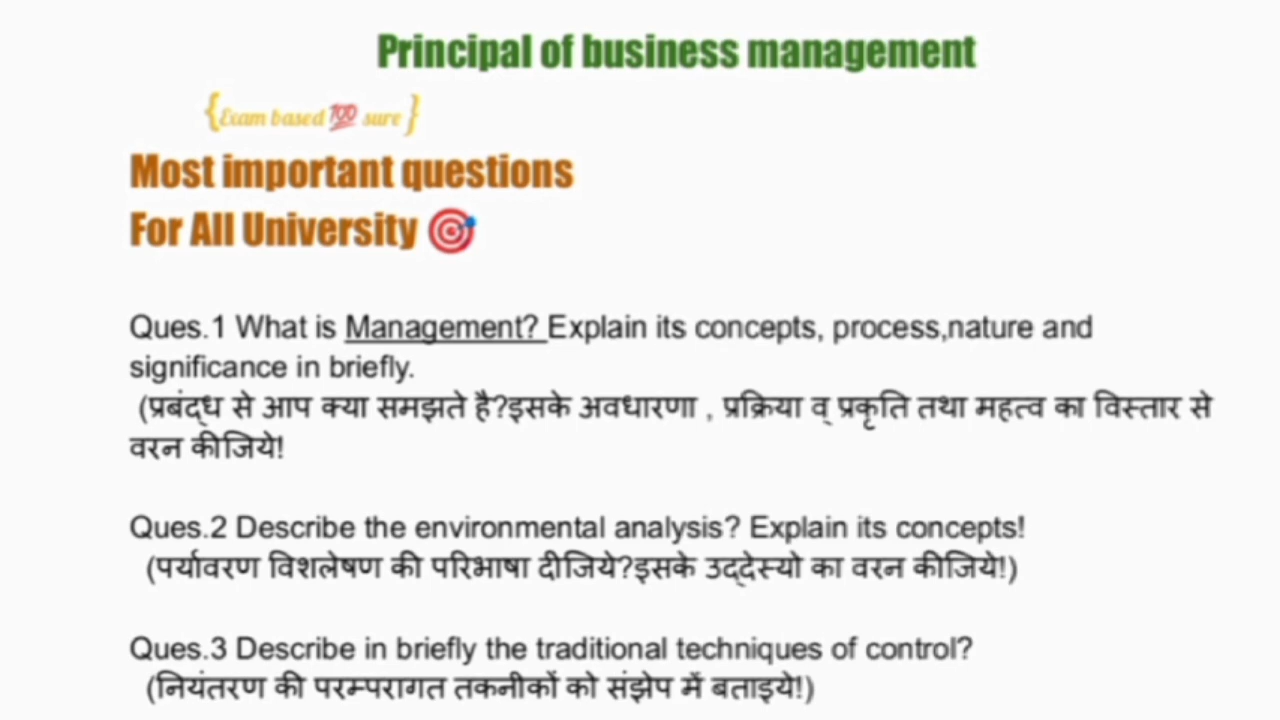 Principal of business management
{Exam based 💯 sure}
Most important questions
For All University 🎯
Ques.1 What is Management? Explain its concepts, process,nature and
significance in briefly.
(प्रबंद्ध से आप क्या समझते है?इसके अवधारणा , प्रक्रिया व् प्रकृति तथा महत्व का विस्तार से
वरन कीजिये!
Ques.2 Describe the environmental analysis? Explain its concepts!
(पर्यावरण विशलेषण की परिभाषा दीजिये?इसके उद्देस्यो का वरन कीजिये!)
Ques.3 Describe in briefly the traditional techniques of control?
(नियंतरण की परम्परागत तकनीकों को संझेप में बताइये!)